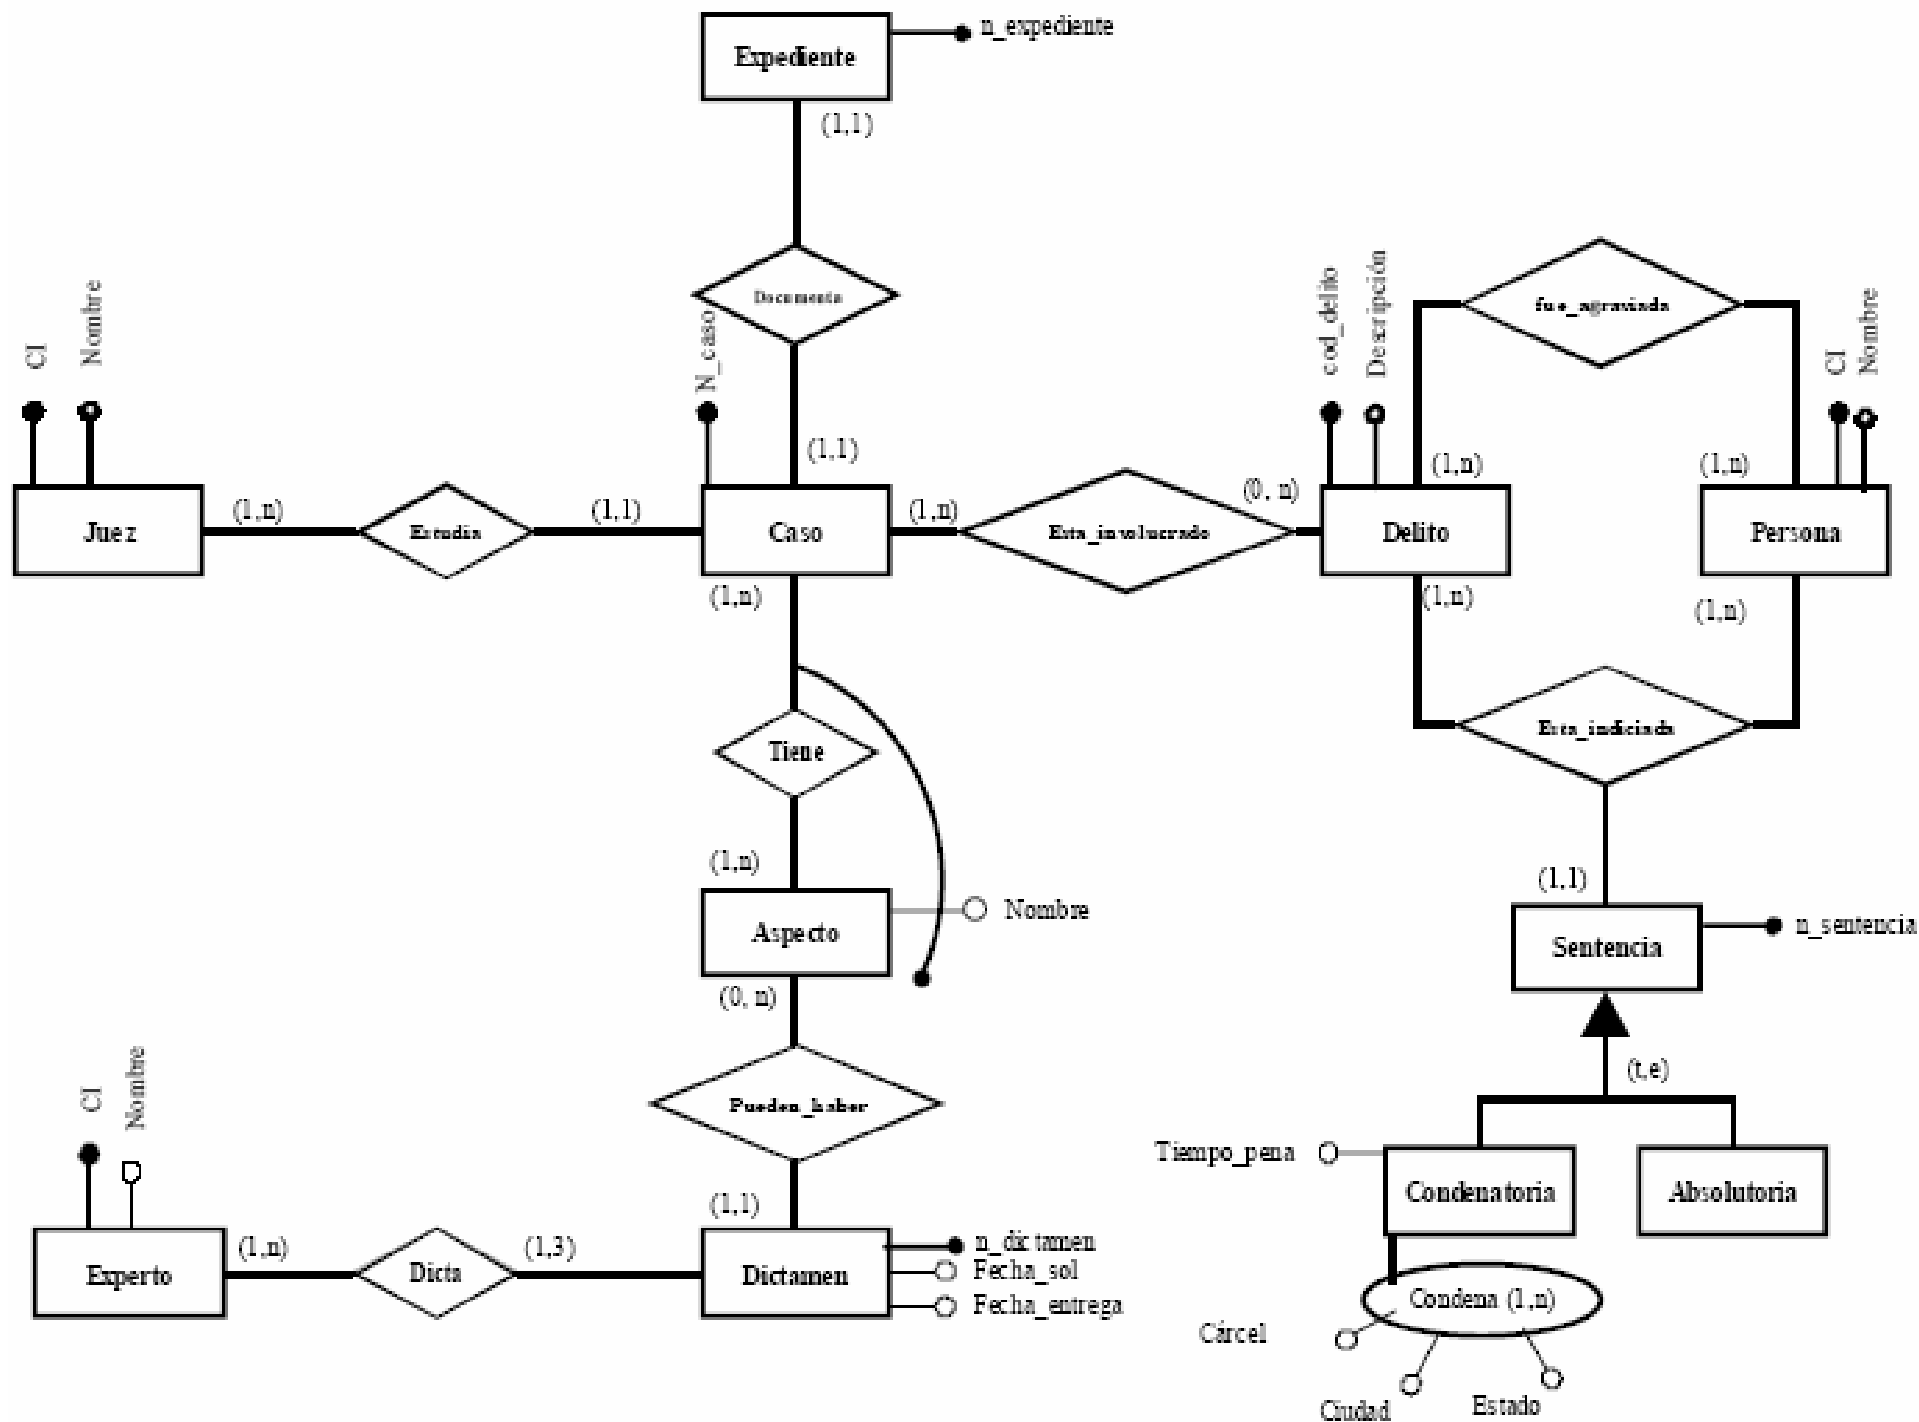 n_expediente
Expediente
(1,1)
Documenta
N_caso
CI
Nombre
cod_delito
Descripción
fue_agraviada
CI
Nombre
(1,1)
(1,n)
(1,n)
Juez
(1,n)
Estudia
(1,1)
Caso
(1,n)
Esta_involucrado
(0, n)
Delito
Persona
(1,n)
(1,n)
(1,n)
Esta_indiciada
Tiene
(1,n)
(1,1)
Nombre
Aspecto
n_sentencia
Sentencia
(0, n)
CI
Nombre
(t,e)
Pueden_haber
Tiempo_pena
Condenatoria
Absolutoria
(1,1)
(1,n)
(1,3)
n_dictamen
Experto
Dicta
Dictamen
Fecha_sol
Fecha_entrega
Condena (1,n)
Cárcel
Ciudad
Estado